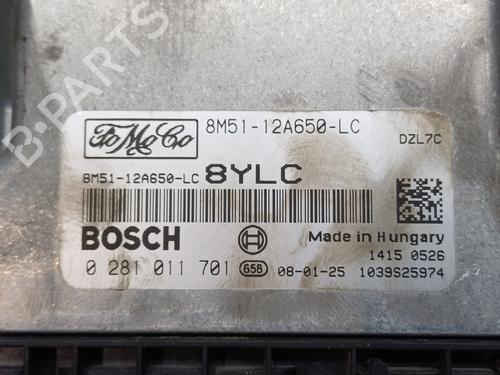 FoMoCo
8M51-12A650-LC
DZL7C
8M51-12A650-LC 8YLC
BOSCH
Made in Hungary
1415 0526
0 281 011 701 658 08-01-25 1039S25974
B-Parts